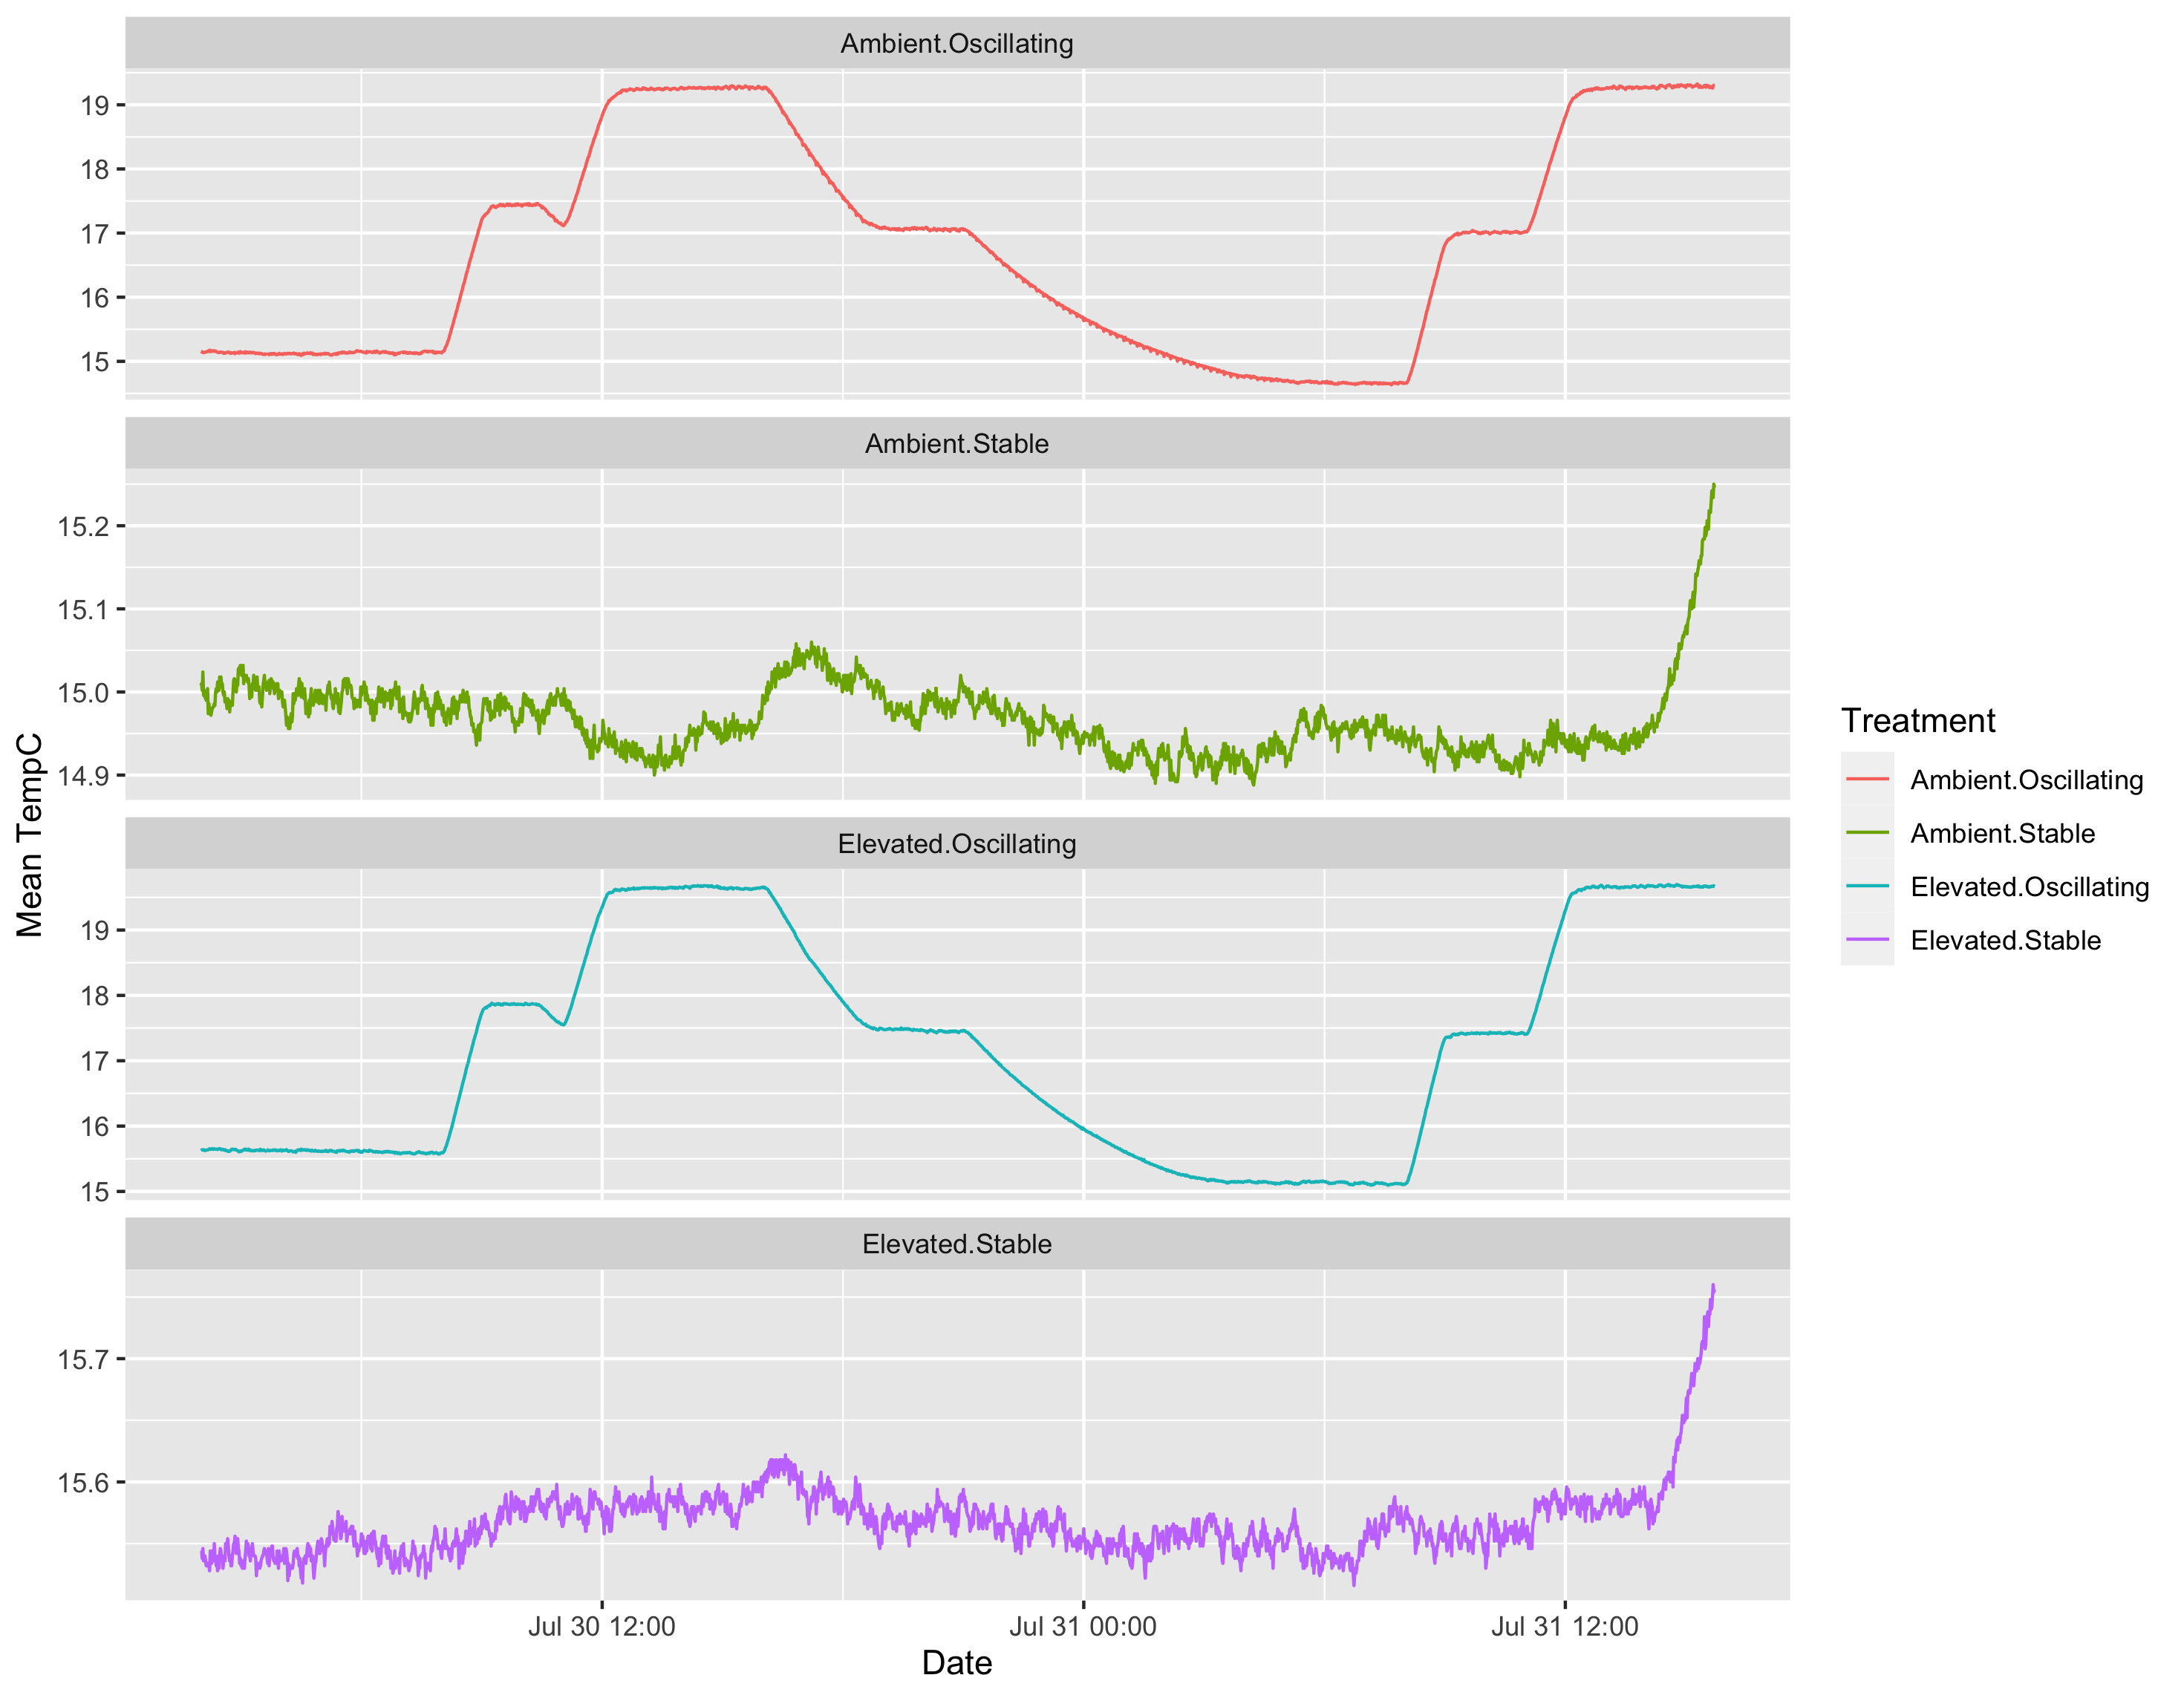 Ambient.Oscillating
19
18
17
16
15
Ambient.Stable
15.2
15.1
15.0
14.9
Elevated.Oscillating
19
18
17
16
15
Elevated.Stable
15.7
15.6
Jul 30 12:00 Jul 31 00:00 Jul 31 12:00
Date
Mean TempC
Treatment
Ambient.Oscillating
Ambient.Stable
Elevated.Oscillating
Elevated.Stable